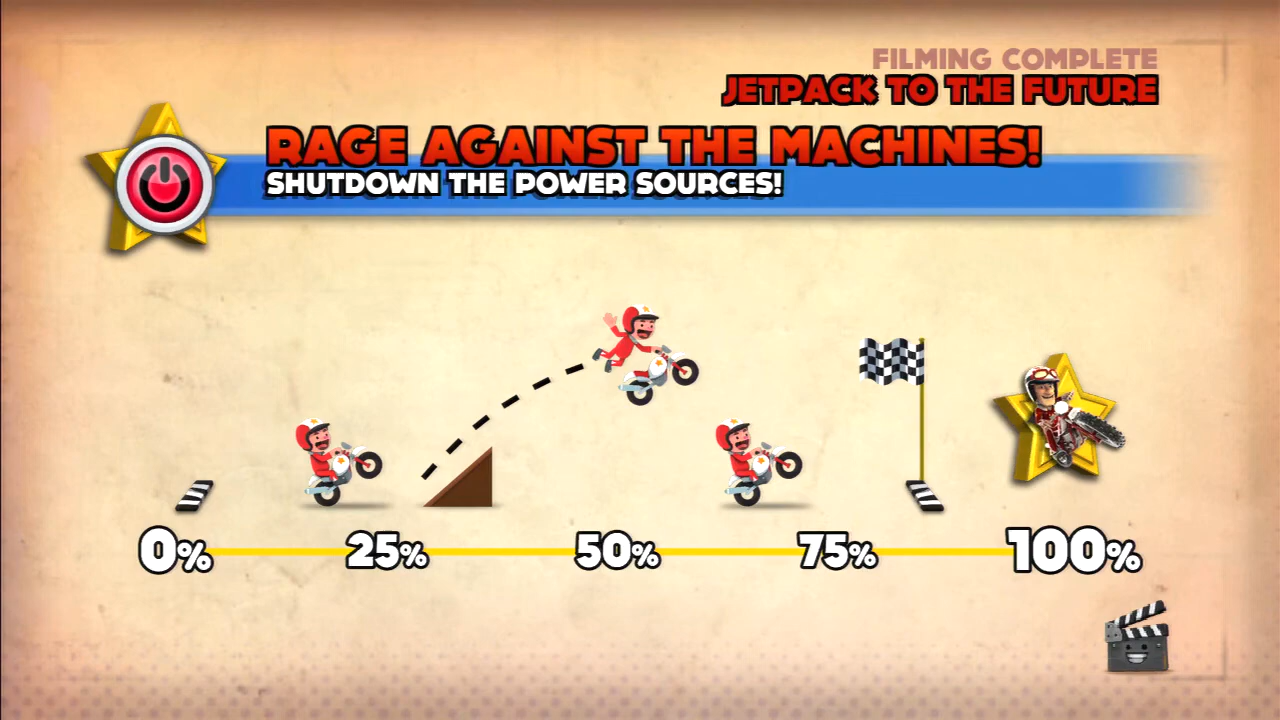 FILMING COMPLETE
JETPACK TO THE FUTURE
RAGE AGAINST THE MACHINES!
SHUTDOWN THE POWER SOURCES!
0% 25% 50% 75% 100%